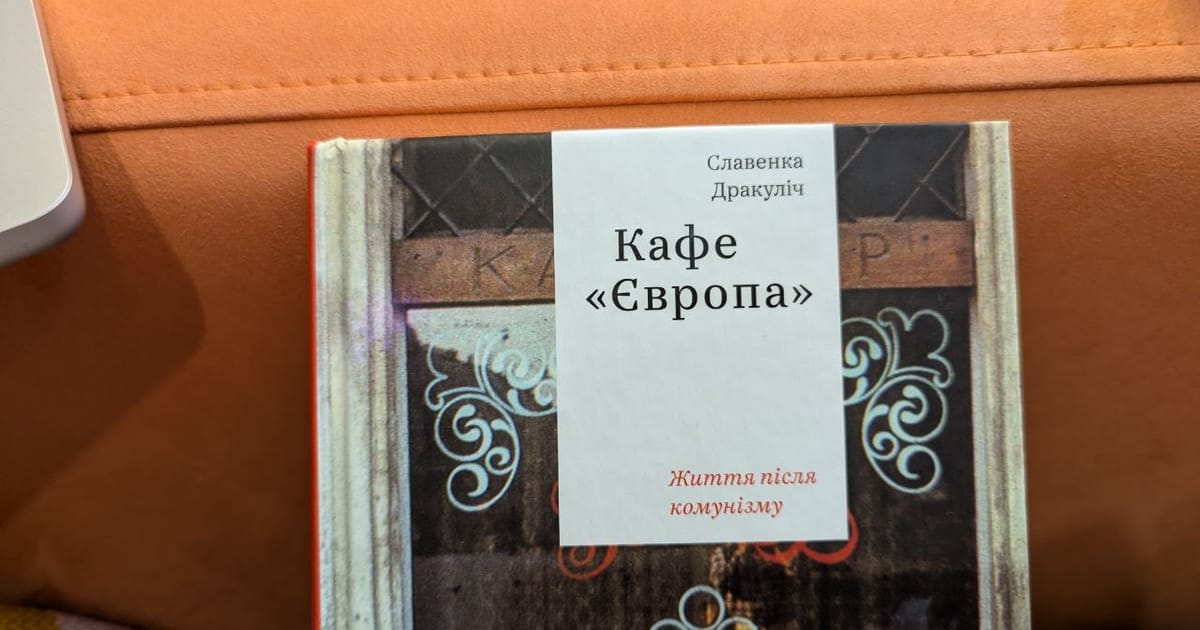 Славенка
Дракуліч
Кафе
«Європа»
Життя після
комунізму